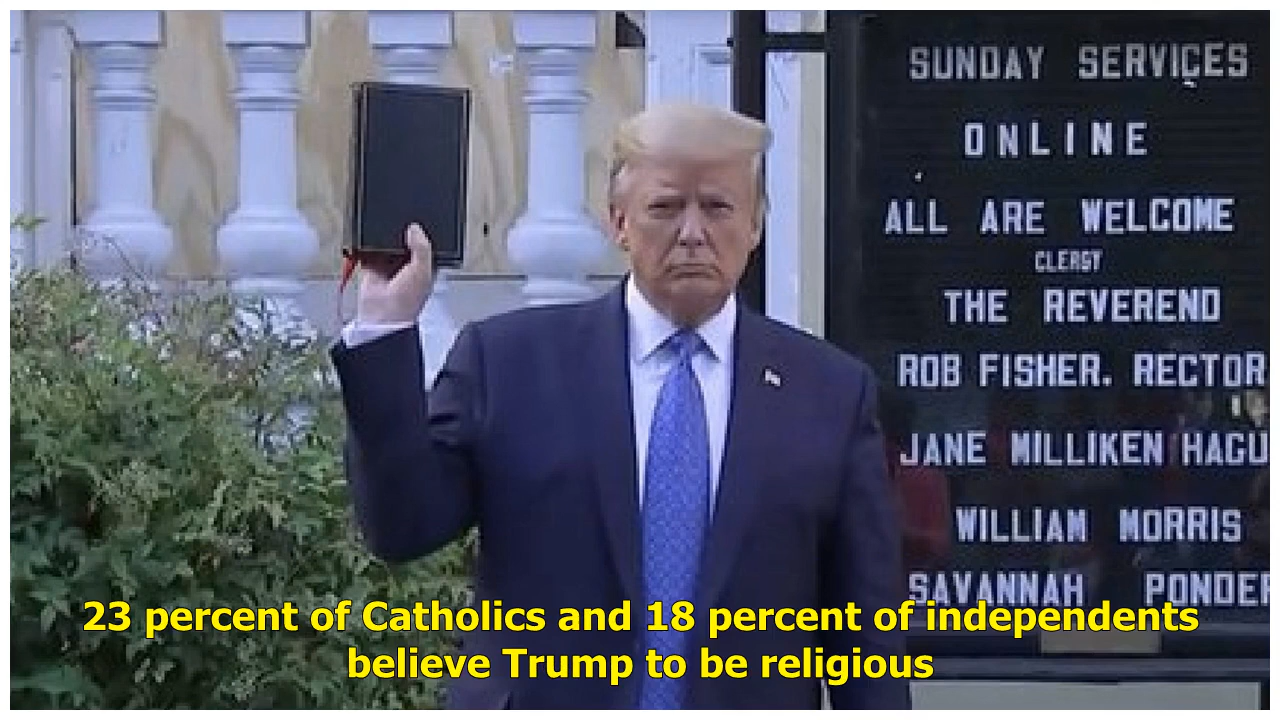 SUNDAY SERVICES
ONLINE
ALL ARE WELCOME
CLERGY
THE REVEREND
ROB FISHER. RECTOR
JANE MILLIKEN HAGU
WILLIAM MORRIS
SAVANNAH PONDER
23 percent of Catholics and 18 percent of independents
believe Trump to be religious